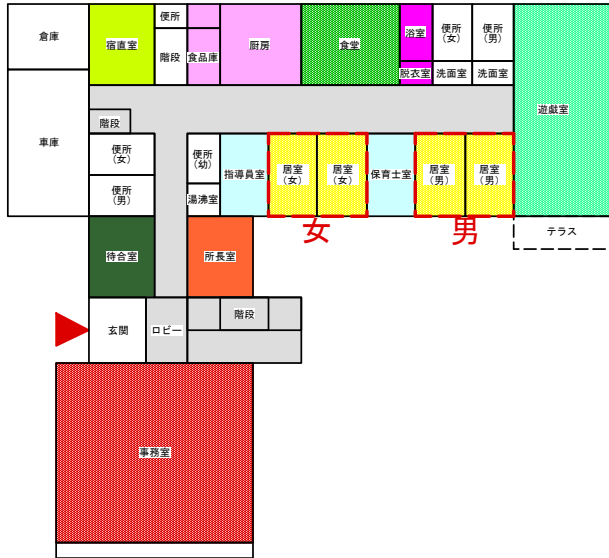 倉庫
宿直室
便所
階段
食品庫
厨房
食堂
浴室
脱衣室
便所
(女)
洗面室
便所
(男)
洗面室
遊戯室
車庫
階段
便所
(女)
便所
(男)
便所
(幼)
湯沸室
指導員室
居室
(女)
居室
(女)
保育士室
居室
(男)
居室
(男)
女
男
テラス
待合室
所長室
玄関
ロビー
階段
事務室